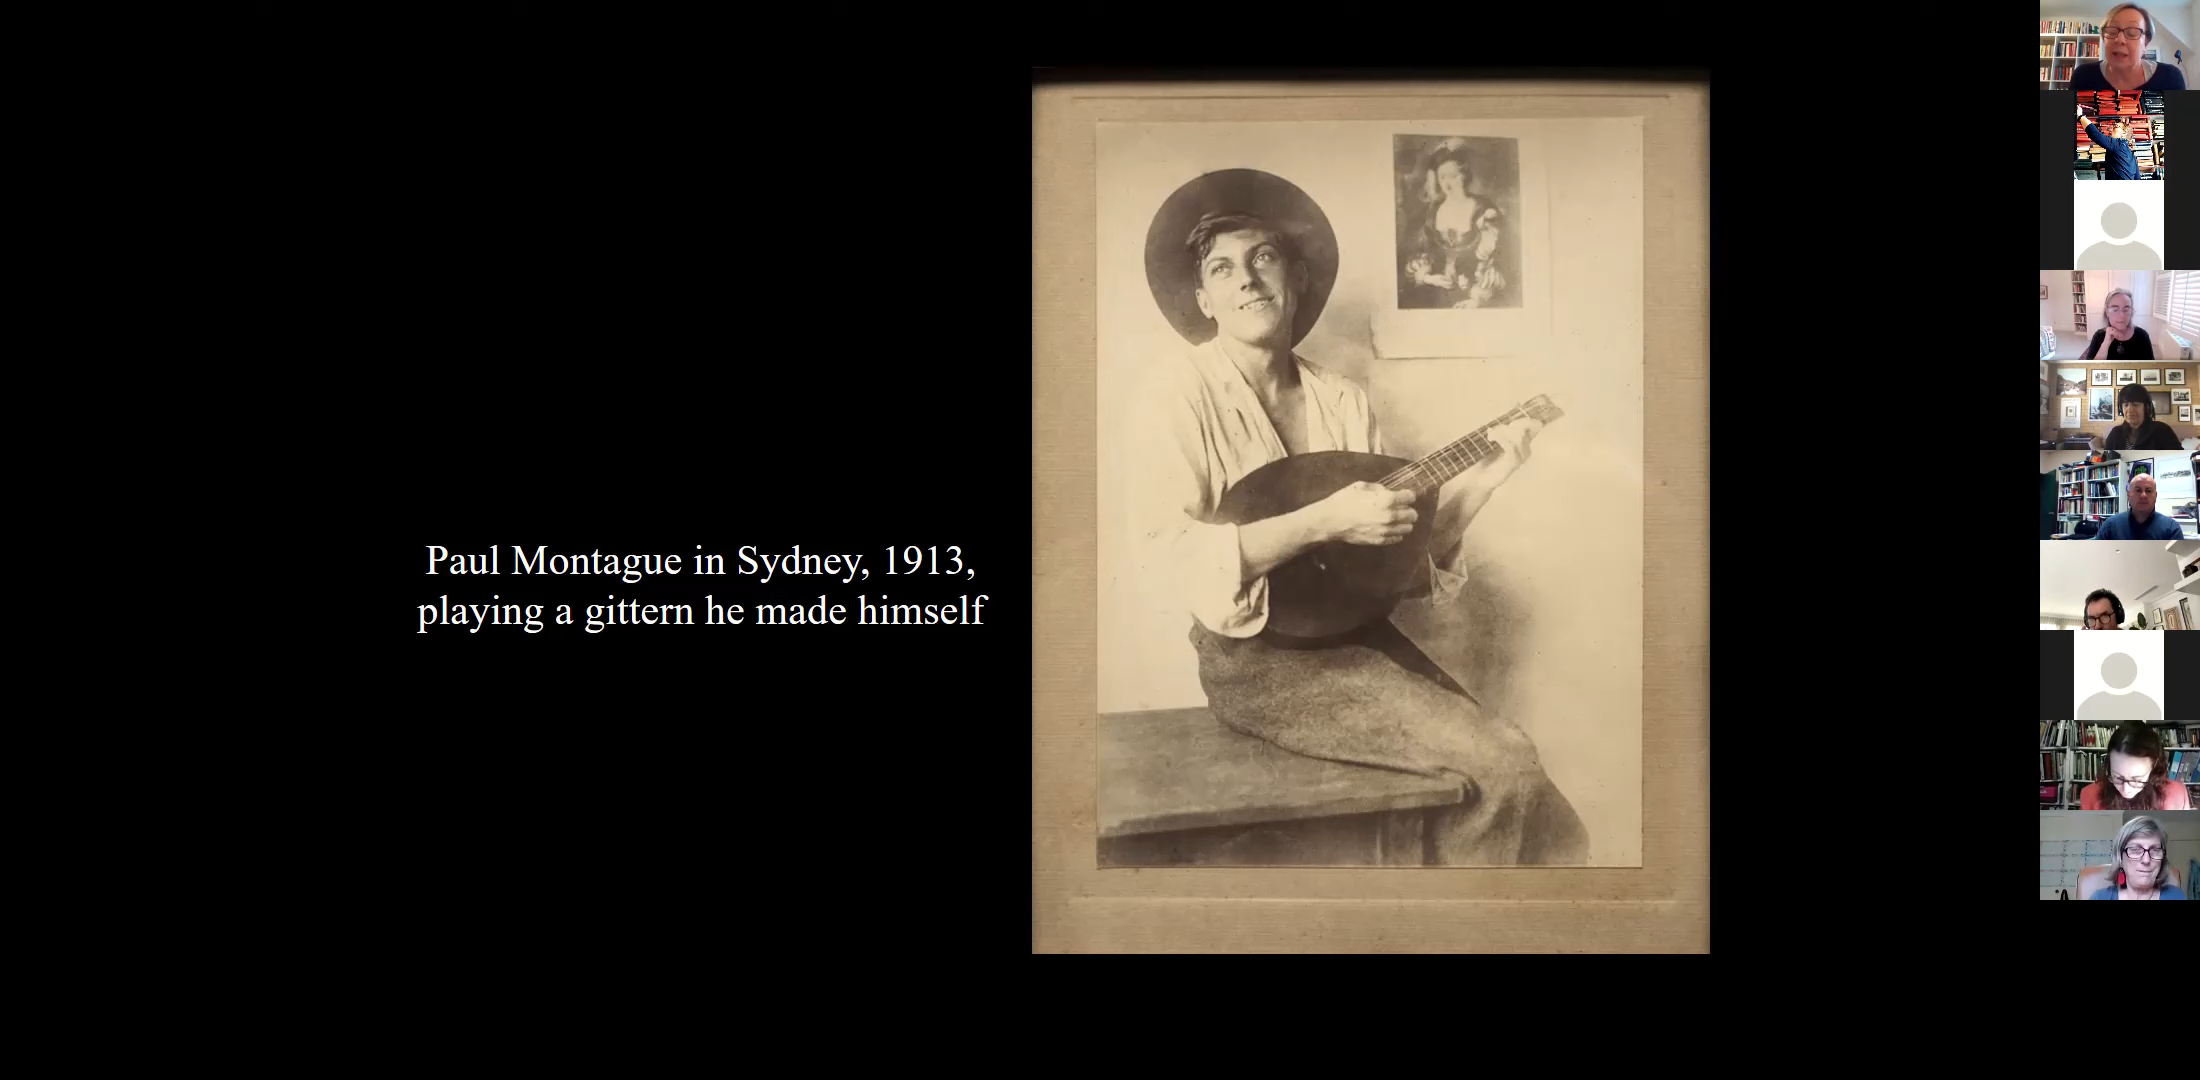 Paul Montague in Sydney, 1913,
playing a gittern he made himself